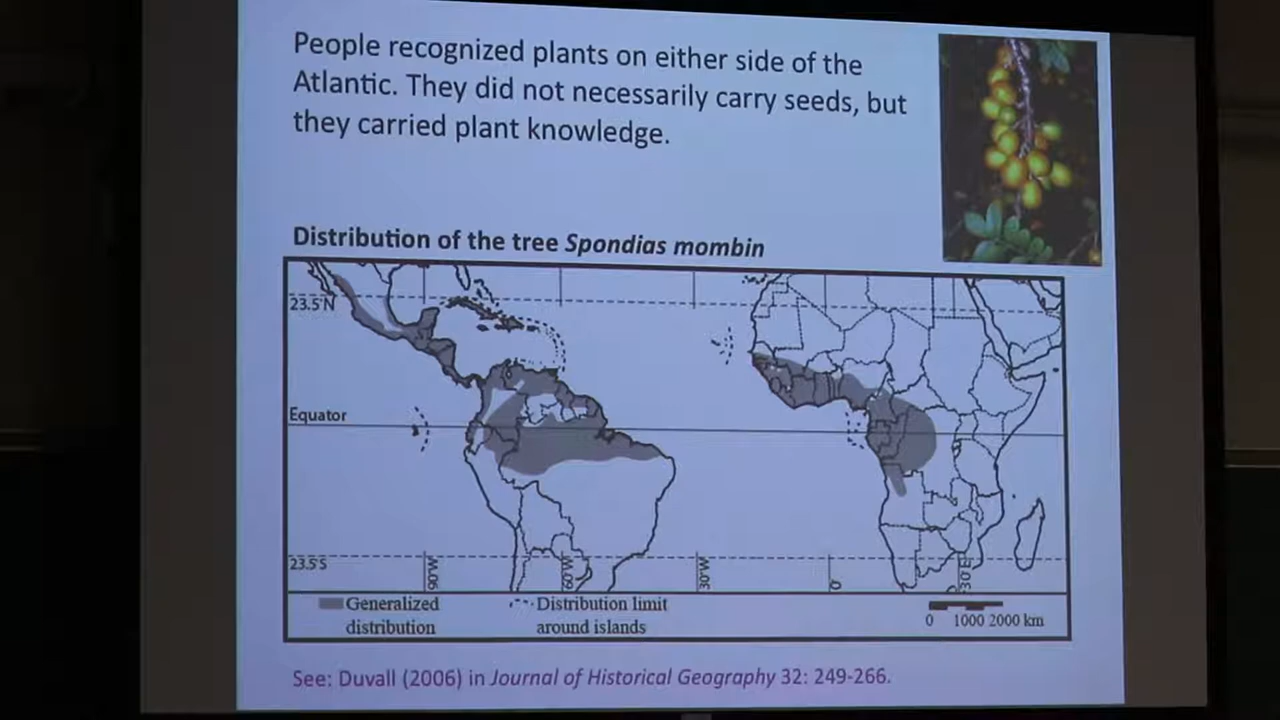 People recognized plants on either side of the
Atlantic. They did not necessarily carry seeds, but
they carried plant knowledge.
Distribution of the tree Spondias mombin
23.5°N
Equator
23.5°S
90°W
60°W
30°W
0
30°E
Generalized
distribution
Distribution limit
around islands
0 1000 2000 km
See: Duvall (2006) in Journal of Historical Geography 32: 249-266.